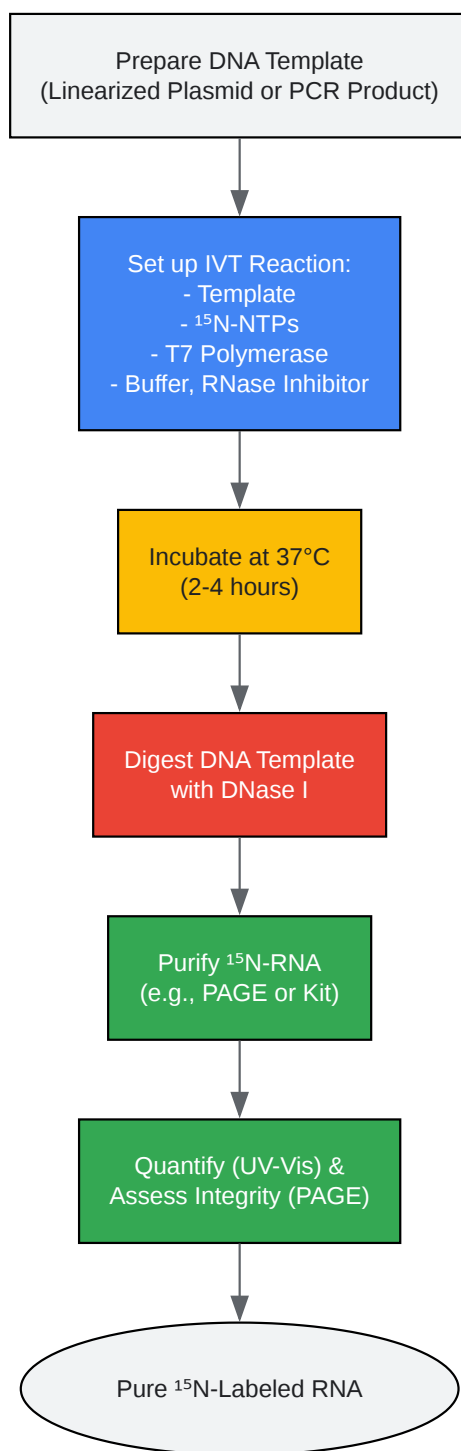 Prepare DNA Template
(Linearized Plasmid or PCR Product)
Set up IVT Reaction:
- Template
- ¹⁵N-NTPs
- T7 Polymerase
- Buffer, RNase Inhibitor
Incubate at 37°C
(2-4 hours)
Digest DNA Template
with DNase I
Purify ¹⁵N-RNA
(e.g., PAGE or Kit)
Quantify (UV-Vis) &
Assess Integrity (PAGE)
Pure ¹⁵N-Labeled RNA